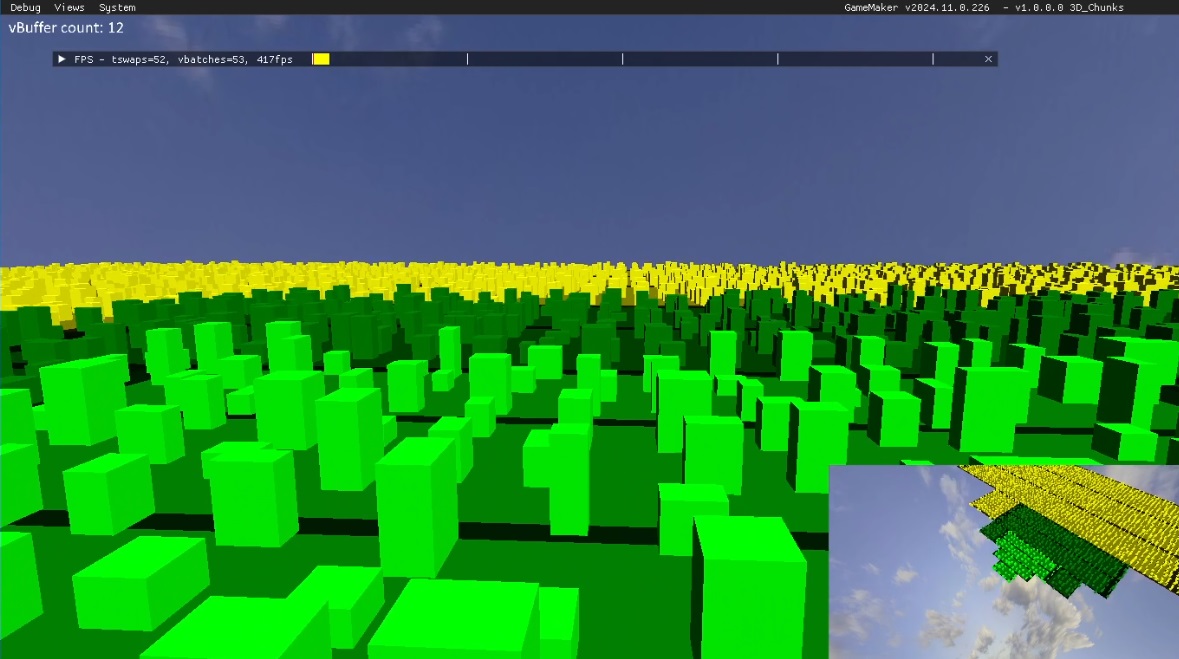 Debug Views System GameMaker v2024.11.0.226 - v1.0.0.0 3D_Chunks
vBuffer count: 12
FPS - tswaps=52, vbatches=53, 417fps